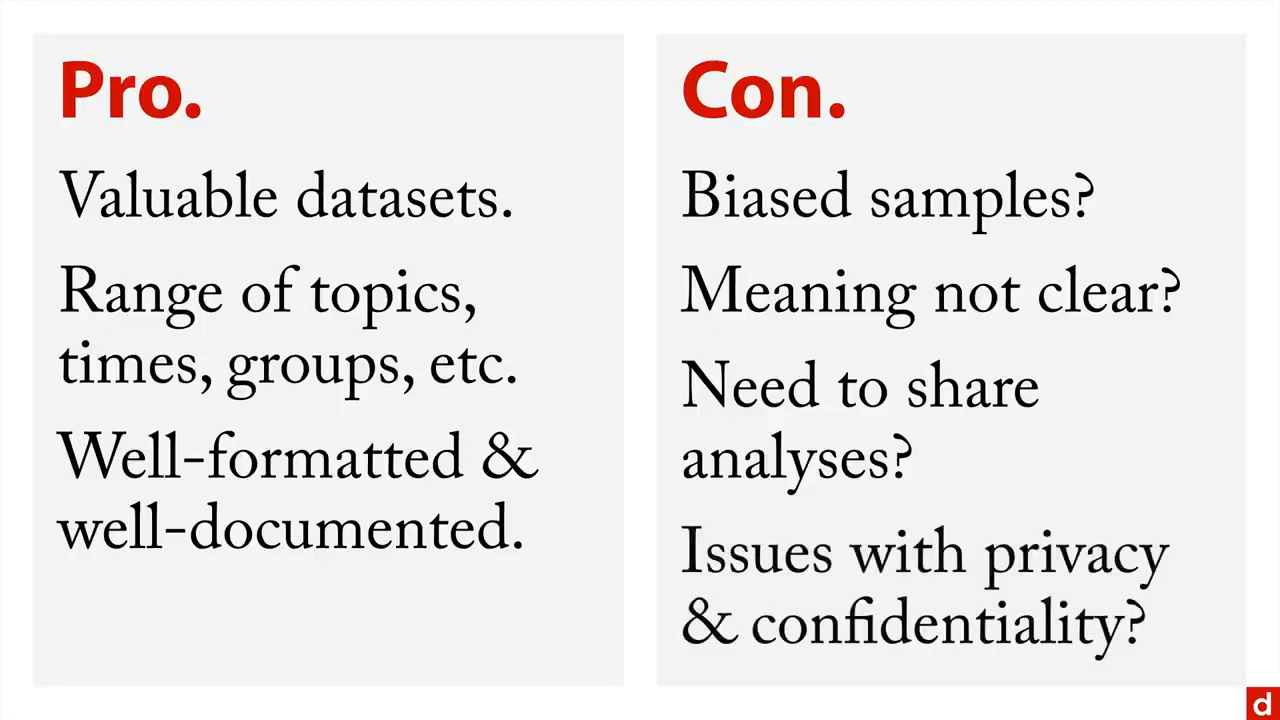 Pro.
Valuable datasets.
Range of topics,
times, groups, etc.
Well-formatted &
well-documented.
Con.
Biased samples?
Meaning not clear?
Need to share
analyses?
Issues with privacy
& confidentiality?
d